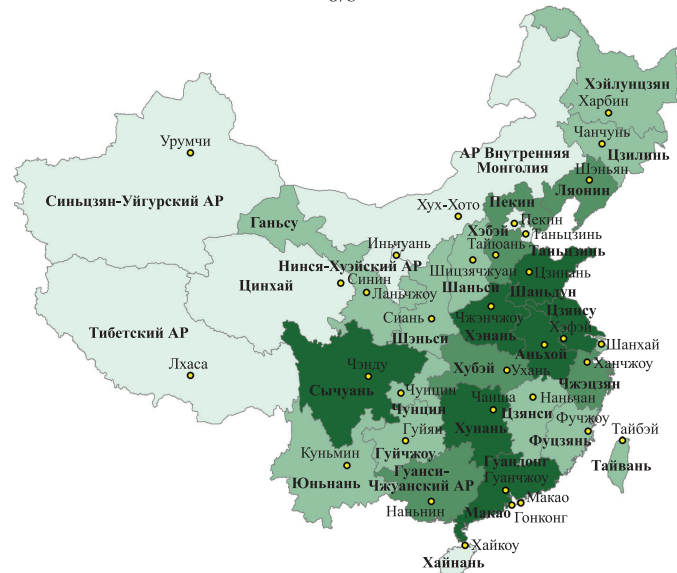 Хэйлунцзян
Харбин
Чанчунь
Цзилинь
Шэньян
Ляонин
Урумчи
АР Внутренняя
Монголия
Синьцзян-Уйгурский АР
Ганьсу
Хух-Хото
Пекин
Пекин
Хэбэй
Таньцзинь
Тайюань
Таньцзинь
Иньчуань
Нинся-Хуэйский АР
Шицзячжуан
Цзинань
Синин
Цинхай
Ланьчжоу
Шаньси
Шаньдун
Тибетский АР
Сиань
Чжэнчжоу
Цзянсу
Шэньси
Хэнань
Хэфэй
Аньхой
Шанхай
Лхаса
Чэнду
Хубэй
Ухань
Ханчжоу
Сычуань
Чунцин
Чжэцзян
Чунцин
Чанша
Наньчан
Цзянси
Гуйян
Хунань
Фучжоу
Тайбэй
Гуйчжоу
Фуцзянь
Куньмин
Гуандонг
Тайвань
Юньнань
Гуанси-
Чжуанский АР
Гуанчжоу
Макао
Наньнин
Макао
Гонконг
Хайкоу
Хайнань